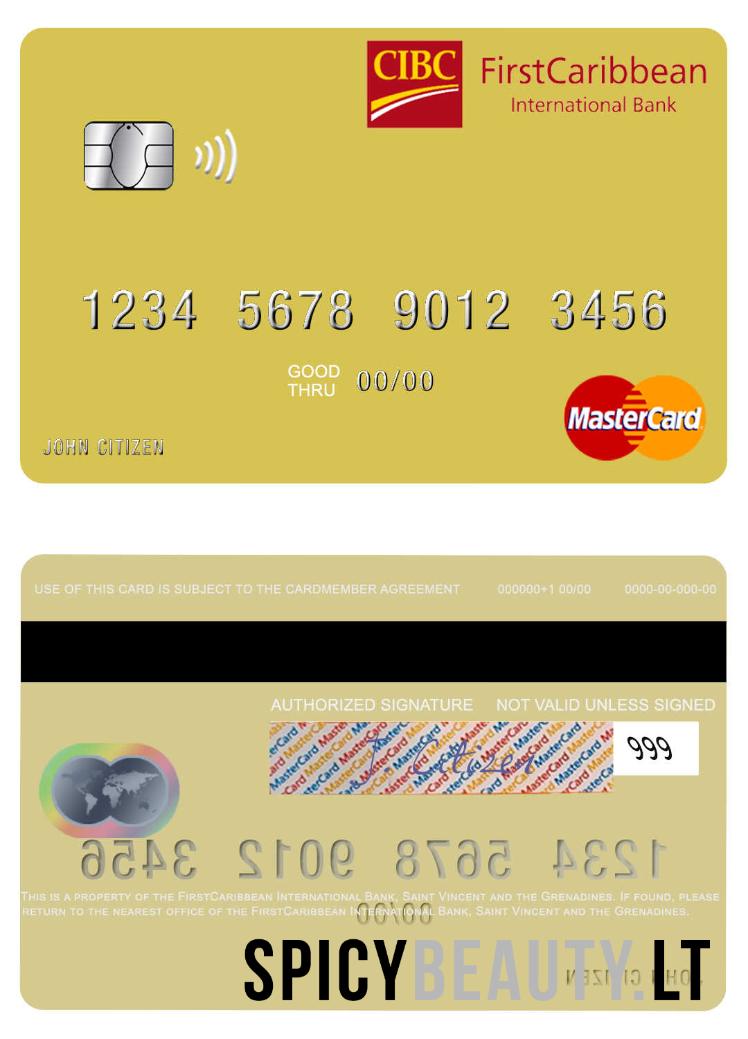 CIBC FirstCaribbean
International Bank
1234 5678 9012 3456
GOOD
THRU 00/00
MasterCard
JOHN CITIZEN
USE OF THIS CARD IS SUBJECT TO THE CARDMEMBER AGREEMENT 000000+1 00/00 0000-00-000-00
AUTHORIZED SIGNATURE NOT VALID UNLESS SIGNED
J Citizen 999
1234 5678 9012 3456
THIS IS A PROPERTY OF THE FIRSTCARIBBEAN INTERNATIONAL BANK, SAINT VINCENT AND THE GRENADINES. IF FOUND, PLEASE
RETURN TO THE NEAREST OFFICE OF THE FIRSTCARIBBEAN INTERNATIONAL BANK, SAINT VINCENT AND THE GRENADINES.
00/00
SPICYBEAUTY.LT
JOHN CITIZEN